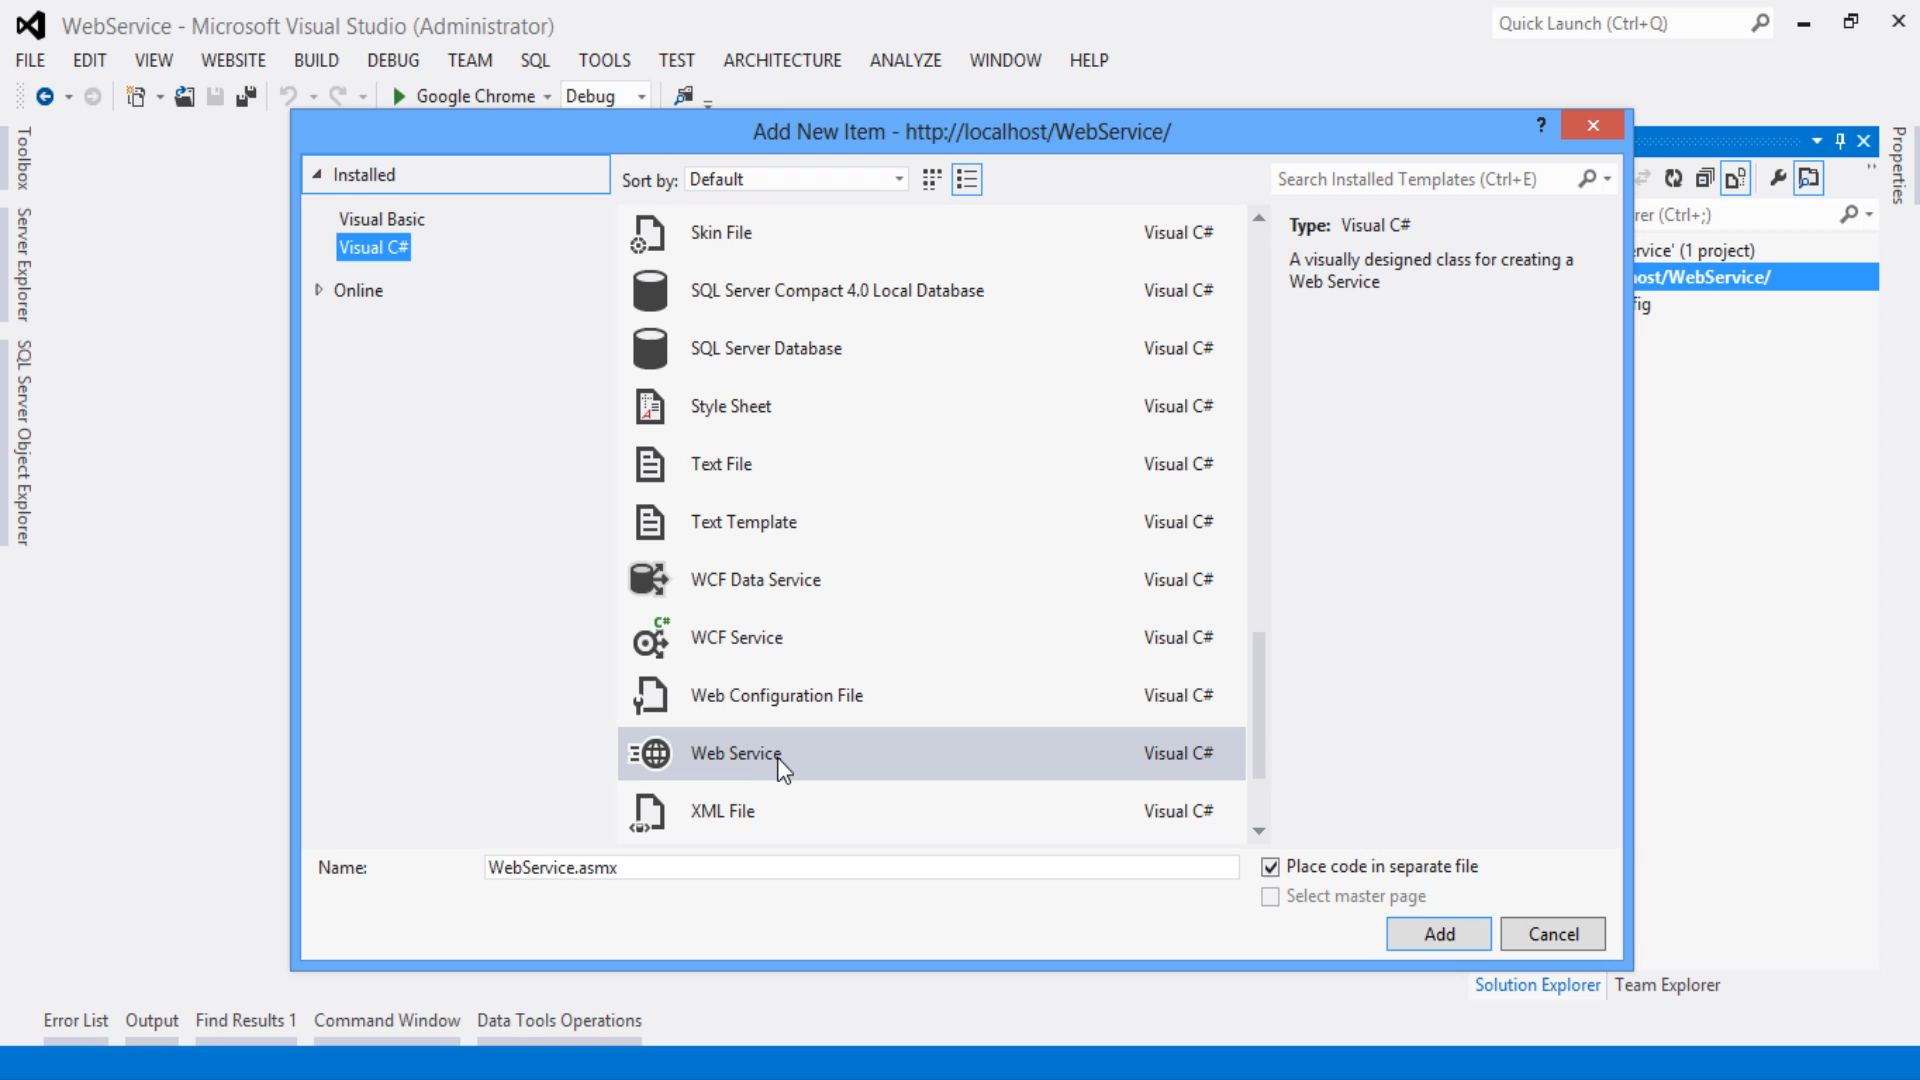 WebService - Microsoft Visual Studio (Administrator)
Quick Launch (Ctrl+Q)
FILE EDIT VIEW WEBSITE BUILD DEBUG TEAM SQL TOOLS TEST ARCHITECTURE ANALYZE WINDOW HELP
Google Chrome Debug
Toolbox
Server Explorer
SQL Server Object Explorer
Add New Item - http://localhost/WebService/
?
Installed
Visual Basic
Visual C#
Online
Sort by: Default
Search Installed Templates (Ctrl+E)
Skin File Visual C#
SQL Server Compact 4.0 Local Database Visual C#
SQL Server Database Visual C#
Style Sheet Visual C#
Text File Visual C#
Text Template Visual C#
WCF Data Service Visual C#
C#
WCF Service Visual C#
Web Configuration File Visual C#
Web Service Visual C#
XML File Visual C#
Type: Visual C#
A visually designed class for creating a
Web Service
Name: WebService.asmx
Place code in separate file
Select master page
Add Cancel
rer (Ctrl+;)
rvice' (1 project)
ost/WebService/
fig
Properties
Solution Explorer Team Explorer
Error List Output Find Results 1 Command Window Data Tools Operations